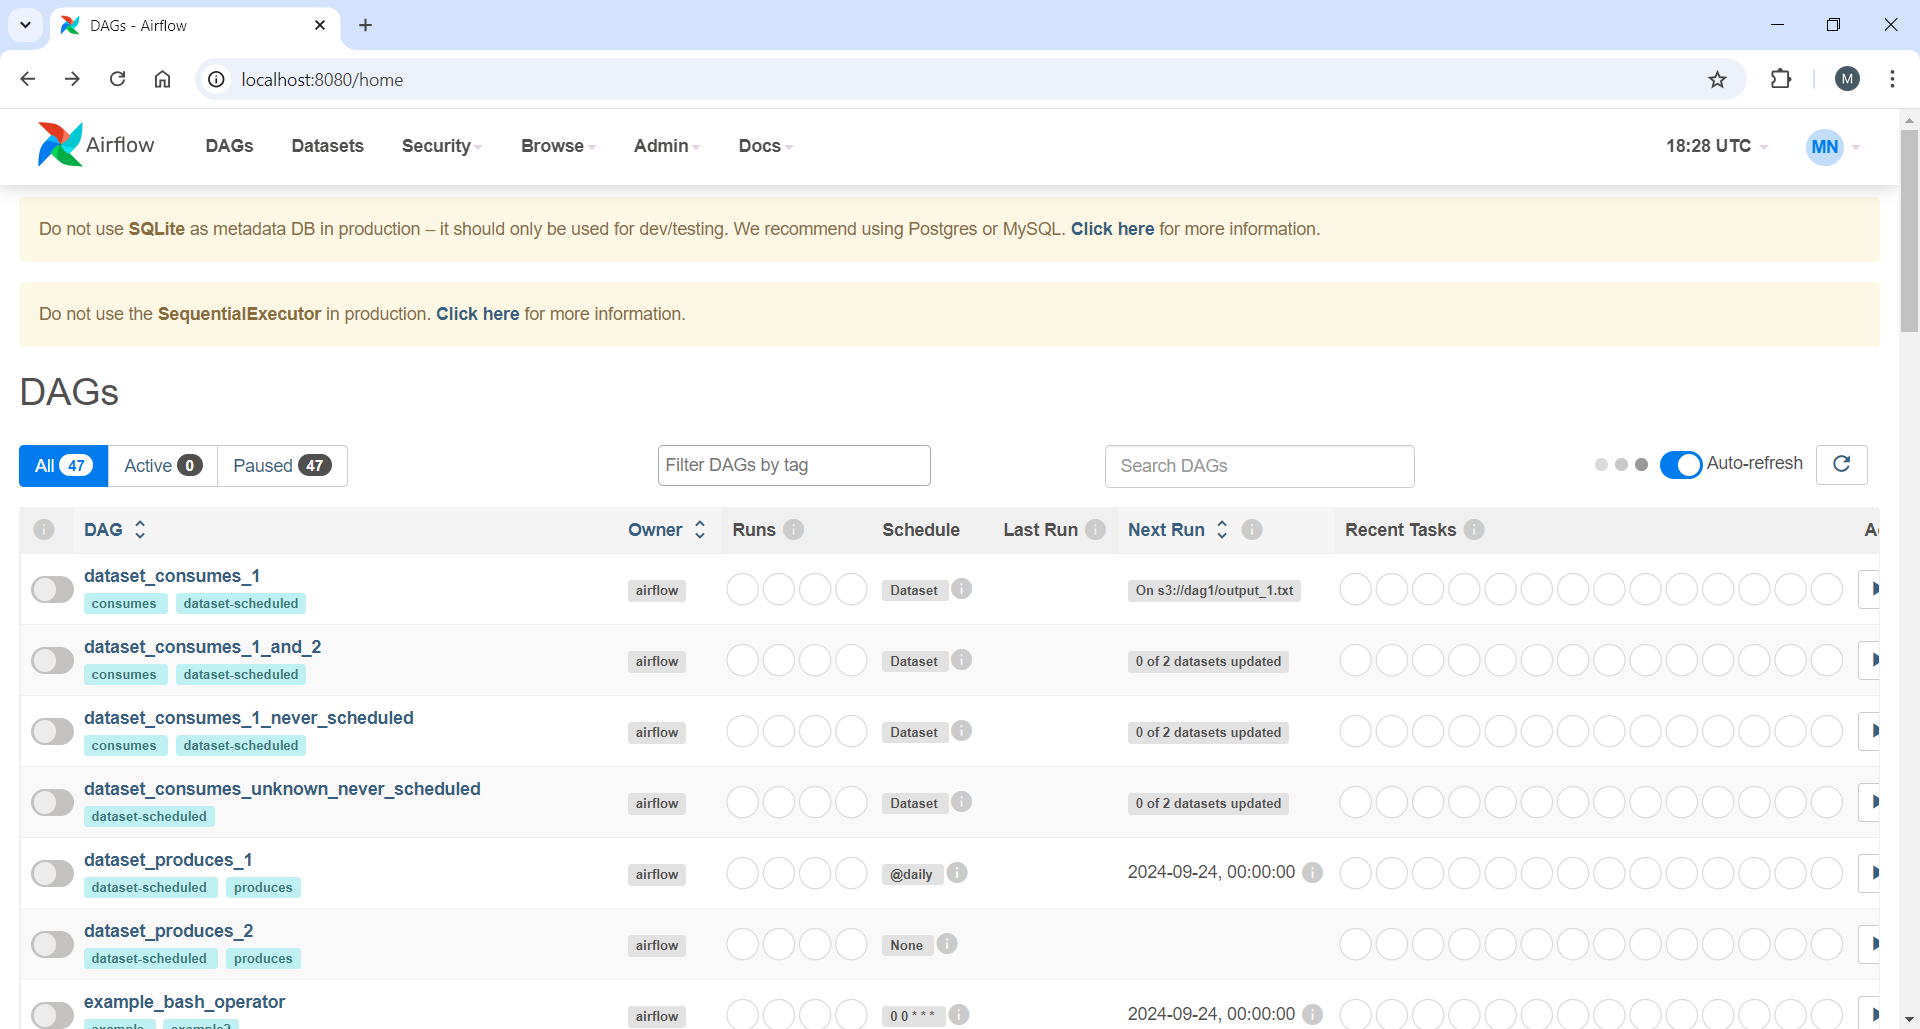 DAGs - Airflow
localhost:8080/home
M
Airflow DAGs Datasets Security Browse Admin Docs 18:28 UTC MN
Do not use SQLite as metadata DB in production – it should only be used for dev/testing. We recommend using Postgres or MySQL. Click here for more information.
Do not use the SequentialExecutor in production. Click here for more information.
DAGs
All 47 Active 0 Paused 47 Filter DAGs by tag Search DAGs Auto-refresh
DAG Owner Runs Schedule Last Run Next Run Recent Tasks
dataset_consumes_1
consumes dataset-scheduled airflow Dataset On s3://dag1/output_1.txt
dataset_consumes_1_and_2
consumes dataset-scheduled airflow Dataset 0 of 2 datasets updated
dataset_consumes_1_never_scheduled
consumes dataset-scheduled airflow Dataset 0 of 2 datasets updated
dataset_consumes_unknown_never_scheduled
dataset-scheduled airflow Dataset 0 of 2 datasets updated
dataset_produces_1
dataset-scheduled produces airflow @daily 2024-09-24, 00:00:00
dataset_produces_2
dataset-scheduled produces airflow None
example_bash_operator
example example2 airflow 0 0 * * * 2024-09-24, 00:00:00